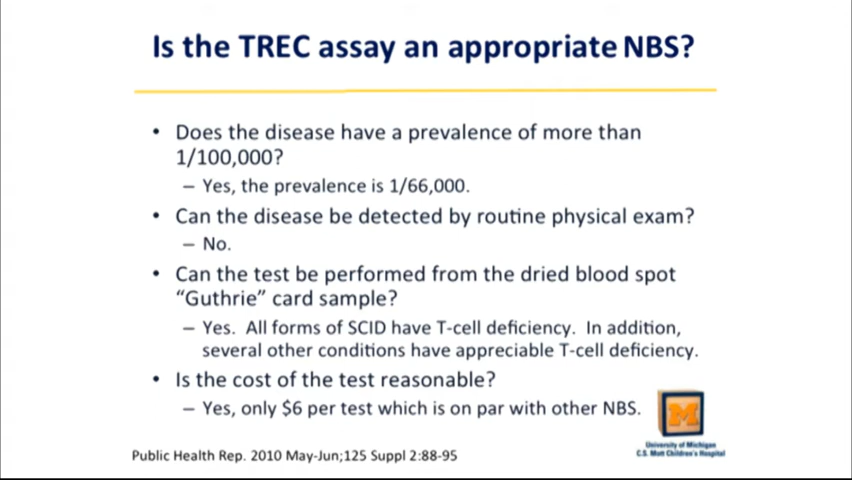 Is the TREC assay an appropriate NBS?
• Does the disease have a prevalence of more than
1/100,000?
– Yes, the prevalence is 1/66,000.
• Can the disease be detected by routine physical exam?
– No.
• Can the test be performed from the dried blood spot
“Guthrie” card sample?
– Yes. All forms of SCID have T-cell deficiency. In addition,
several other conditions have appreciable T-cell deficiency.
• Is the cost of the test reasonable?
– Yes, only $6 per test which is on par with other NBS.
M
University of Michigan
C.S. Mott Children's Hospital
Public Health Rep. 2010 May-Jun;125 Suppl 2:88-95